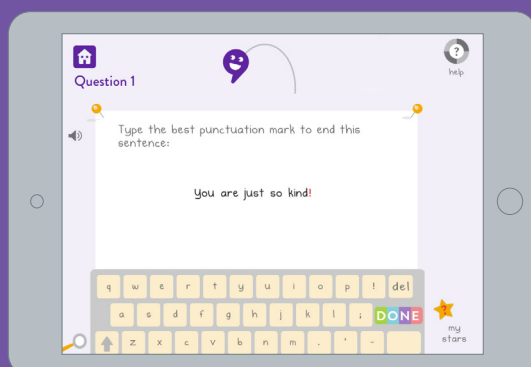 ?
help
Question 1
Type the best punctuation mark to end this
sentence:
You are just so kind!
q w e r t y u i o p ! del
a s d f g h j k l ; DONE
z x c v b n m . ' -
?
my
stars